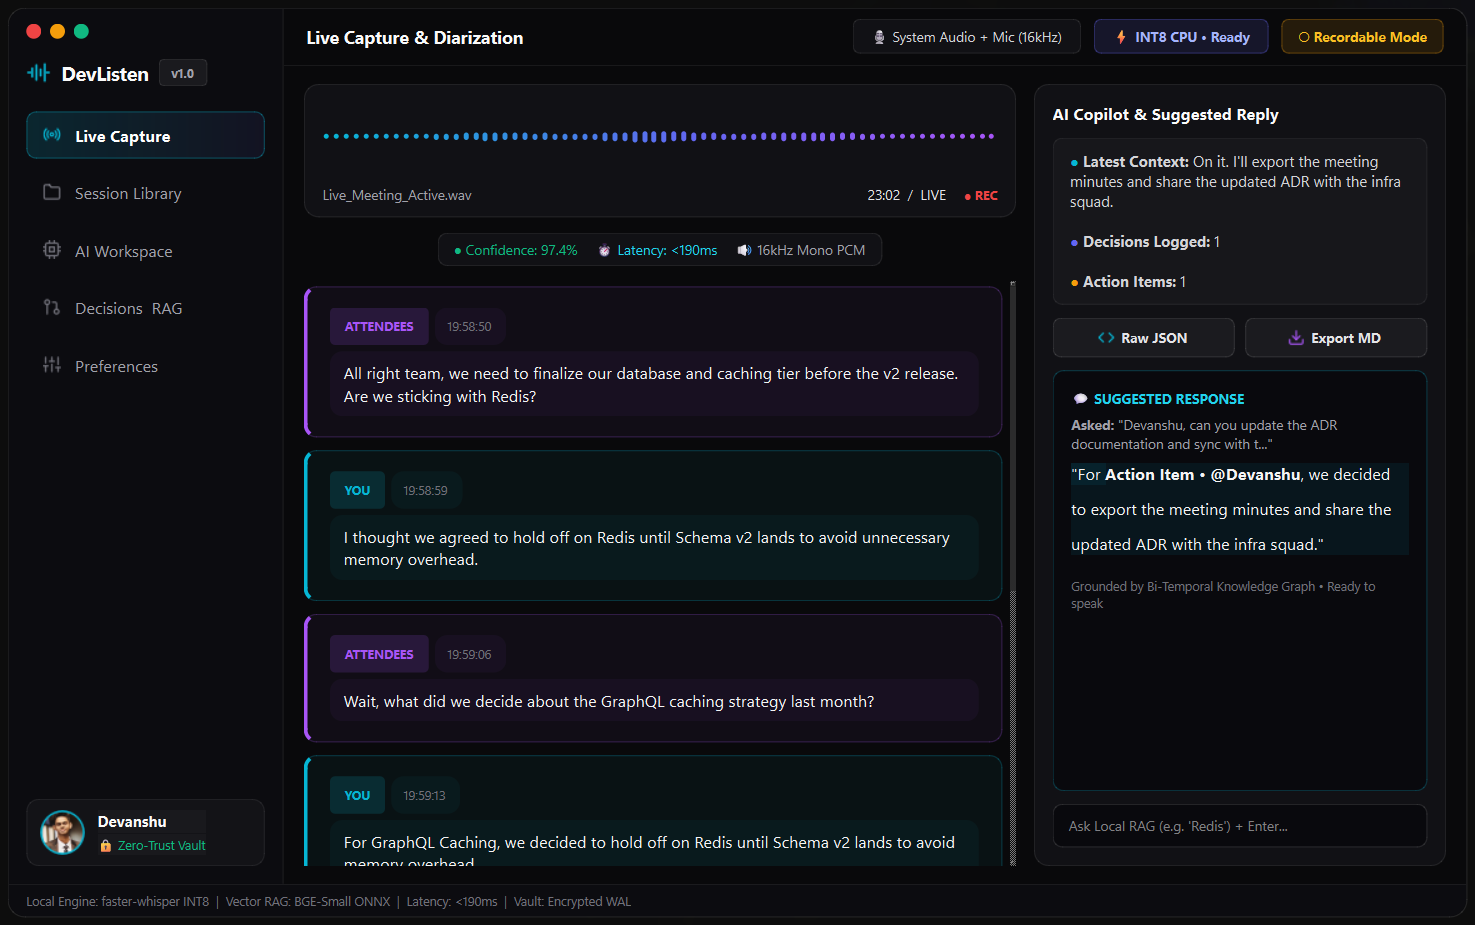 DevListen v1.0
Live Capture
Session Library
AI Workspace
Decisions RAG
Preferences
Devanshu
Zero-Trust Vault
Live Capture & Diarization
System Audio + Mic (16kHz)
INT8 CPU • Ready
Recordable Mode
Live_Meeting_Active.wav
23:02 / LIVE ● REC
● Confidence: 97.4% Latency: <190ms 16kHz Mono PCM
ATTENDEES 19:58:50
All right team, we need to finalize our database and caching tier before the v2 release.
Are we sticking with Redis?
YOU 19:58:59
I thought we agreed to hold off on Redis until Schema v2 lands to avoid unnecessary
memory overhead.
ATTENDEES 19:59:06
Wait, what did we decide about the GraphQL caching strategy last month?
YOU 19:59:13
For GraphQL Caching, we decided to hold off on Redis until Schema v2 lands to avoid
memory overhead
AI Copilot & Suggested Reply
● Latest Context: On it. I'll export the meeting
minutes and share the updated ADR with the infra
squad.
● Decisions Logged: 1
● Action Items: 1
Raw JSON
Export MD
SUGGESTED RESPONSE
Asked: "Devanshu, can you update the ADR
documentation and sync with t..."
"For Action Item • @Devanshu, we decided
to export the meeting minutes and share the
updated ADR with the infra squad."
Grounded by Bi-Temporal Knowledge Graph • Ready to
speak
Ask Local RAG (e.g. 'Redis') + Enter...
Local Engine: faster-whisper INT8 | Vector RAG: BGE-Small ONNX | Latency: <190ms | Vault: Encrypted WAL